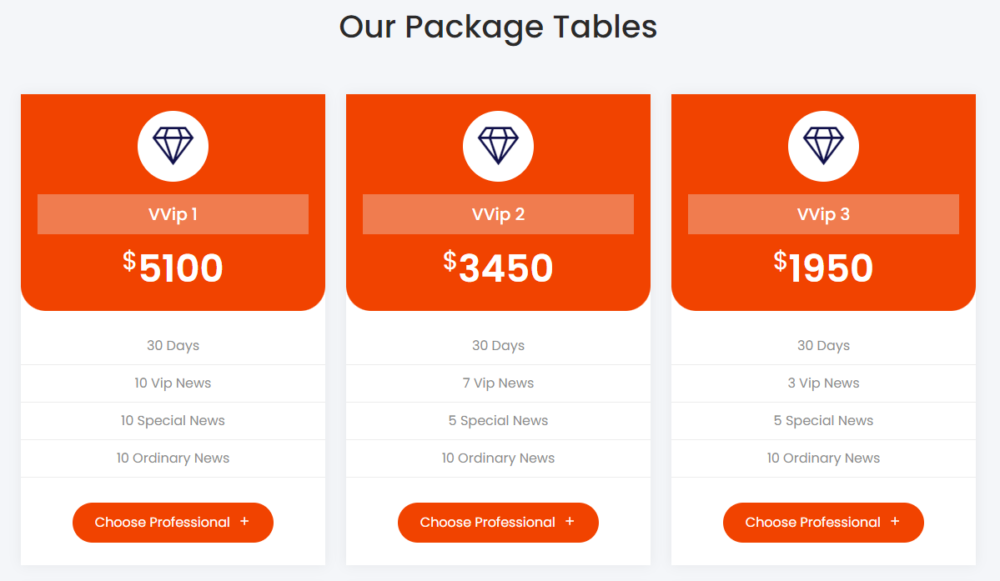 Our Package Tables
VVip 1
$5100
30 Days
10 Vip News
10 Special News
10 Ordinary News
Choose Professional +
VVip 2
$3450
30 Days
7 Vip News
5 Special News
10 Ordinary News
Choose Professional +
VVip 3
$1950
30 Days
3 Vip News
5 Special News
10 Ordinary News
Choose Professional +